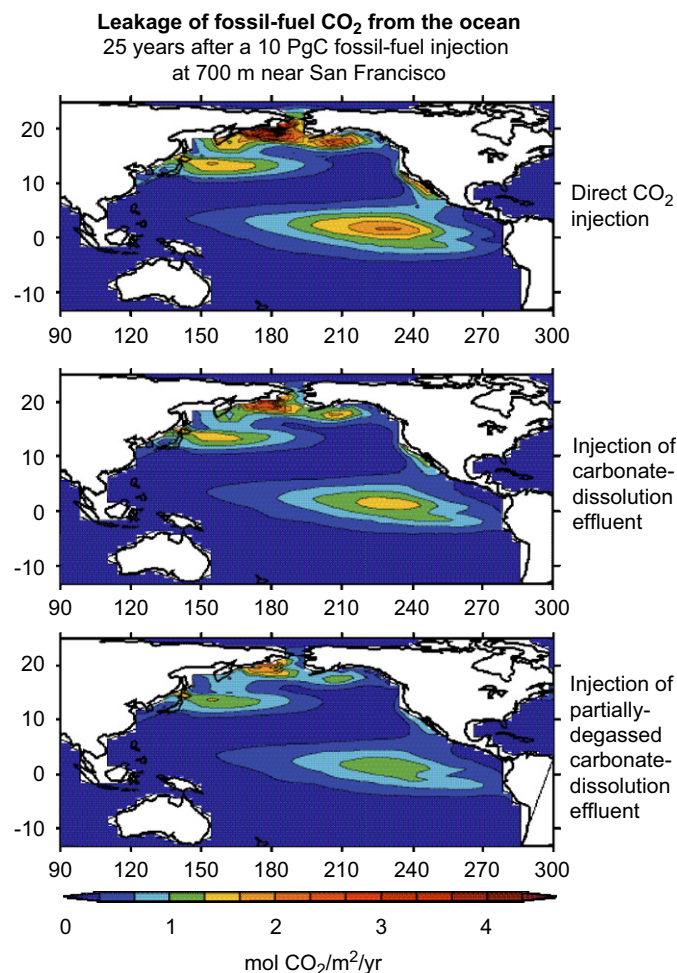 Leakage of fossil-fuel CO₂ from the ocean
25 years after a 10 PgC fossil-fuel injection
at 700 m near San Francisco
20
10
0
-10
90 120 150 180 210 240 270 300
Direct CO₂
injection
20
10
0
-10
90 120 150 180 210 240 270 300
Injection of
carbonate-
dissolution
effluent
20
10
0
-10
90 120 150 180 210 240 270 300
Injection of
partially-
degassed
carbonate-
dissolution
effluent
0 1 2 3 4
mol CO₂/m²/yr